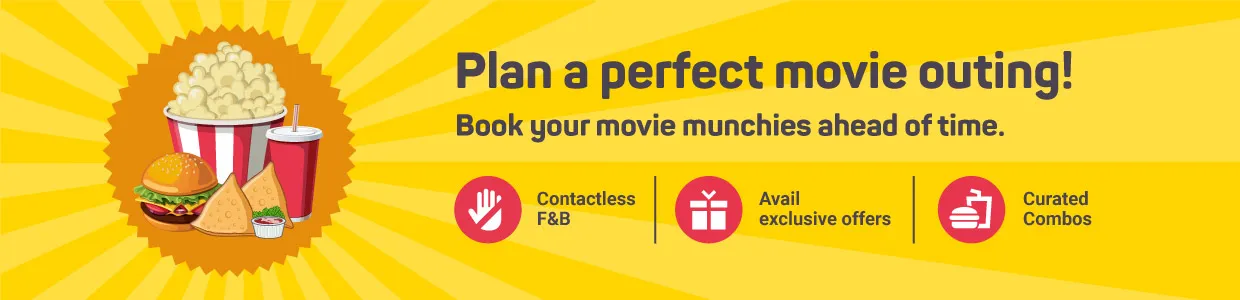 Plan a perfect movie outing!
Book your movie munchies ahead of time.
Contactless
F&B
Avail
exclusive offers
Curated
Combos